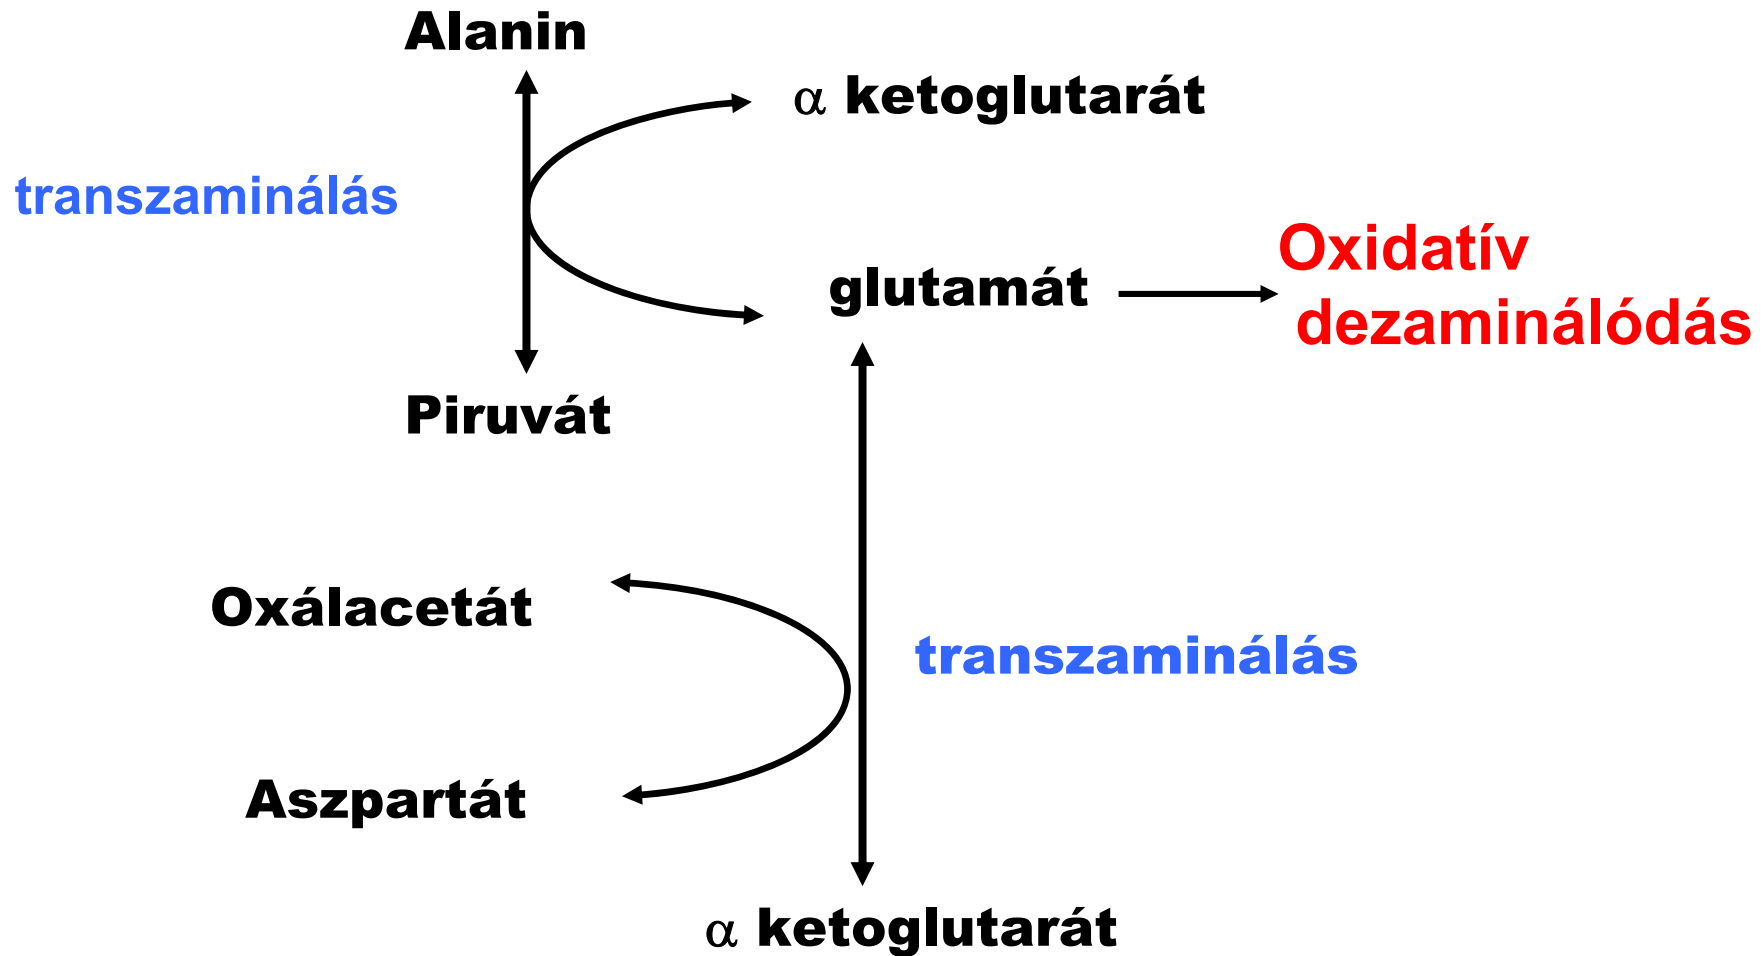 Alanin
α ketoglutarát
transzaminálás
glutamát
Oxidatív
dezaminálódás
Piruvát
Oxálacetát
transzaminálás
Aszpartát
α ketoglutarát